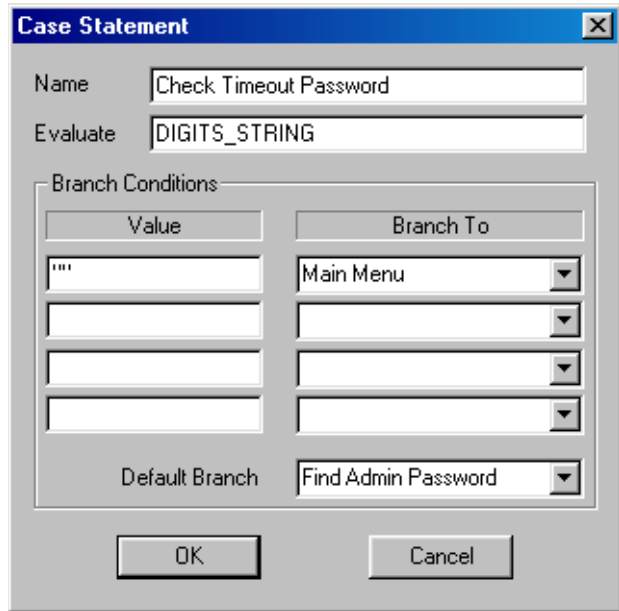 Case Statement
Name Check Timeout Password
Evaluate DIGITS_STRING
Branch Conditions
Value Branch To
"" Main Menu
Default Branch Find Admin Password
OK Cancel